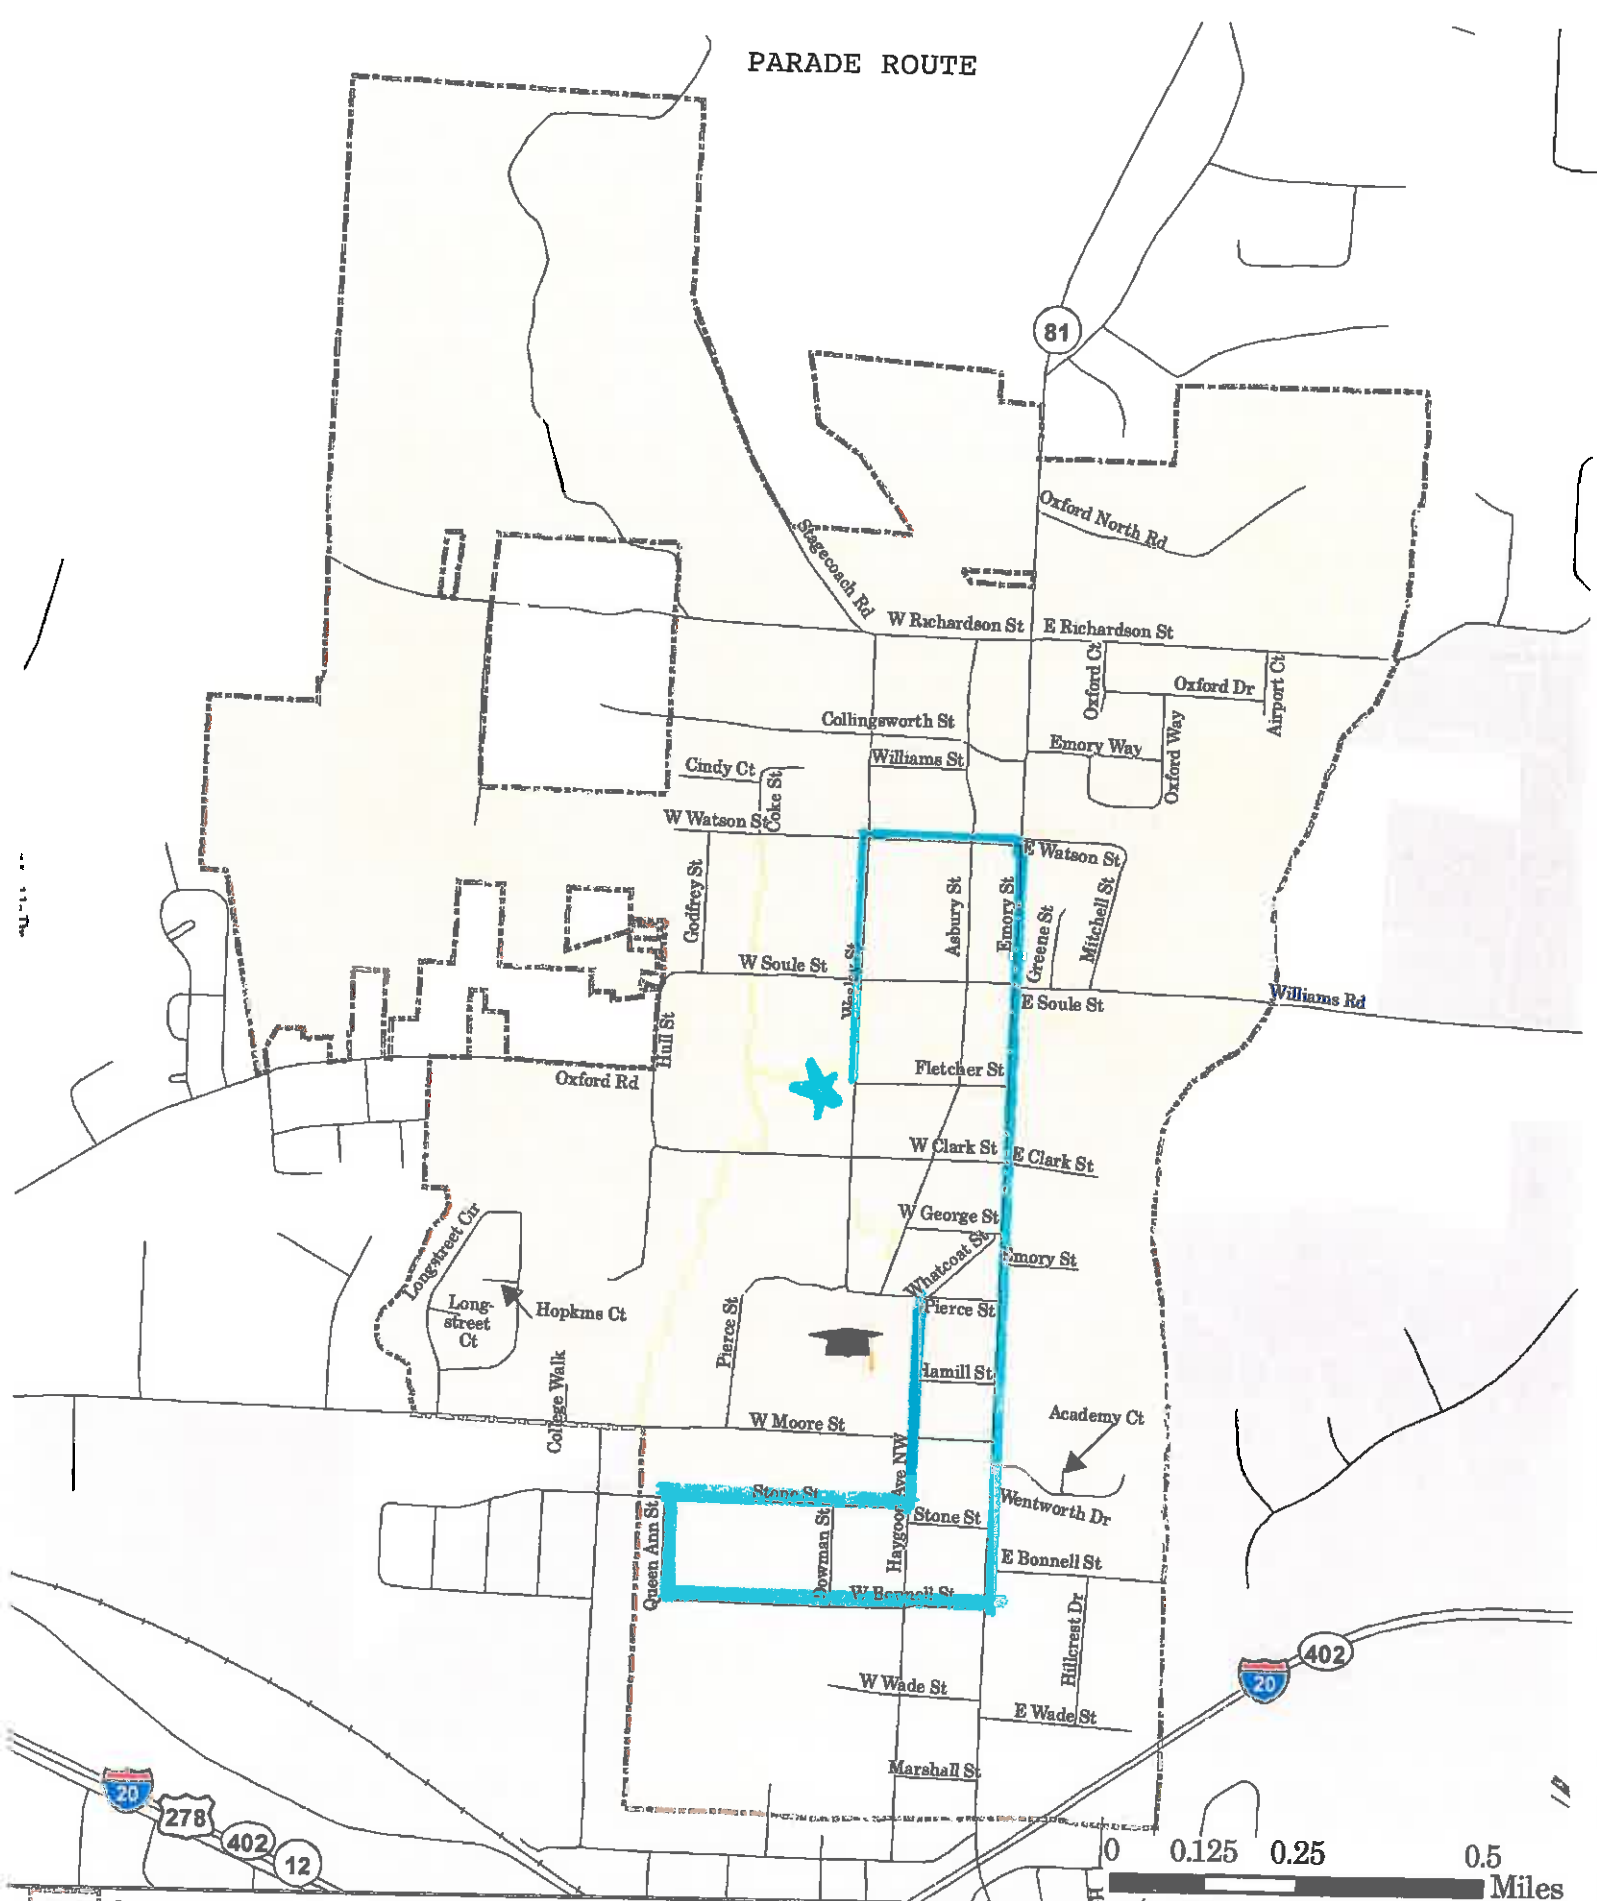 PARADE ROUTE
81
Oxford North Rd
Stagecoach Rd
W Richardson St
E Richardson St
Oxford Ct
Oxford Dr
Airport Ct
Collingsworth St
Emory Way
Oxford Way
Williams St
Cindy Ct
Coke St
W Watson St
E Watson St
Godfrey St
Asbury St
Emory St
Greene St
Mitchell St
W Soule St
Wesley St
E Soule St
Williams Rd
Hull St
Oxford Rd
Fletcher St
W Clark St
E Clark St
W George St
Longstreet Cir
Whatcoat St
Emory St
Long-
street
Ct
Hopkins Ct
Pierce St
Pierce St
Hamill St
College Walk
W Moore St
Academy Ct
Haygood Ave NW
Stone St
Stone St
Wentworth Dr
Queen Ann St
Dowman St
E Bonnell St
W Bonnell St
Hillcrest Dr
W Wade St
E Wade St
402
20
Marshall St
20
278
402
12
0 0.125 0.25 0.5
Miles